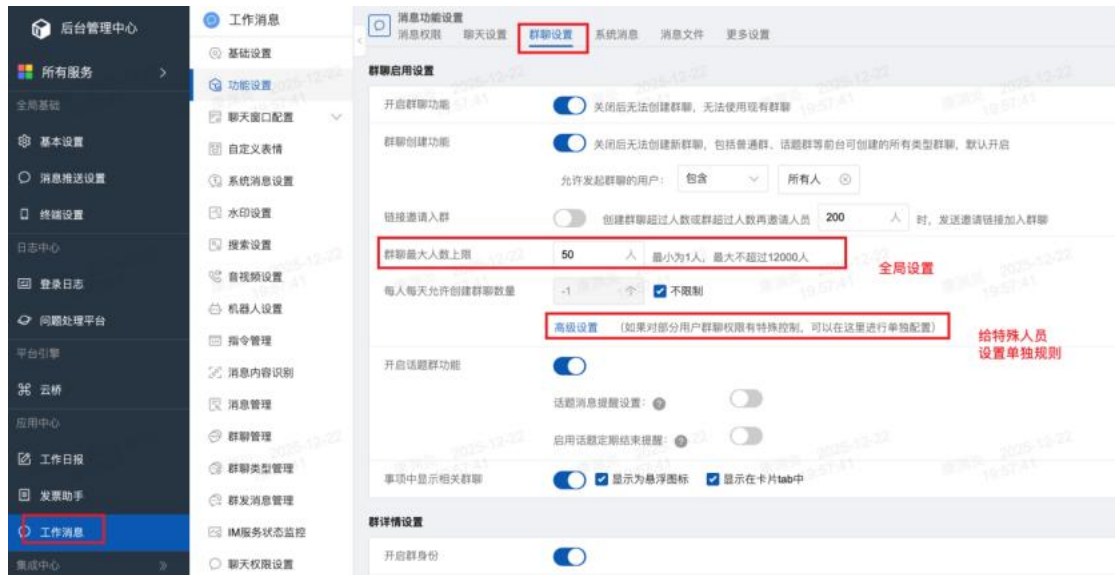 后台管理中心
所有服务
全局基础
基本设置
消息推送设置
终端设置
日志中心
登录日志
问题处理平台
平台引擎
云桥
应用中心
工作日报
发票助手
工作消息
集成中心
工作消息
基础设置
功能设置
聊天窗口配置
自定义表情
系统消息设置
水印设置
搜索设置
音视频设置
机器人设置
指令管理
消息内容识别
消息管理
群聊管理
群聊类型管理
群发消息管理
IM服务状态监控
聊天权限设置
消息功能设置
消息权限 聊天设置 群聊设置 系统消息 消息文件 更多设置
群聊启用设置
开启群聊功能 关闭后无法创建群聊，无法使用现有群聊
群聊创建功能 关闭后无法创建新群聊，包括普通群、话题群等前台可创建的所有类型群聊，默认开启
允许发起群聊的用户： 包含 所有人
链接邀请入群 创建群聊超过人数或群超过人数再邀请人员 200 人 时，发送邀请链接加入群聊
群聊最大人数上限 50 人 最小为1人，最大不超过12000人
全局设置
每人每天允许创建群聊数量 -1 个 不限制
高级设置 （如果对部分用户群聊权限有特殊控制，可以在这里进行单独配置）
给特殊人员
设置单独规则
开启话题群功能
话题消息提醒设置：
启用话题定期结束提醒：
事项中显示相关群聊 显示为悬浮图标 显示在卡片tab中
群详情设置
开启群身份
2025-12-22
19:57:41